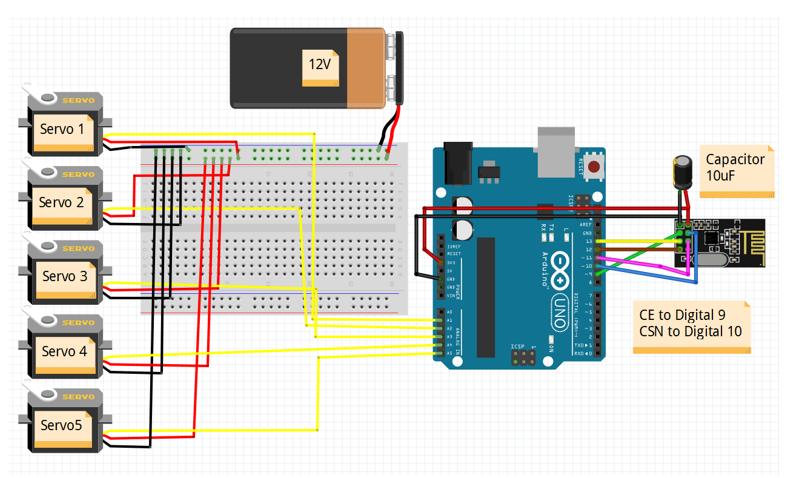 12V
SERVO
Servo 1
SERVO
Servo 2
SERVO
Servo 3
SERVO
Servo 4
SERVO
Servo5
RESET
ICSP
AREF
GND
13
12
11
10
9
8
7
6
5
4
3
2
TX 1
RX 0
RX
TX
L
IOREF
RESET
3V3
5V
GND
GND
VIN
POWER
A0
A1
A2
A3
A4
A5
ANALOG IN
DIGITAL (PWM~)
Arduino
UNO
ON
ICSP
1
Capacitor
10uF
CE to Digital 9
CSN to Digital 10